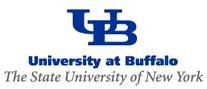 UB
University at Buffalo
The State University of New York